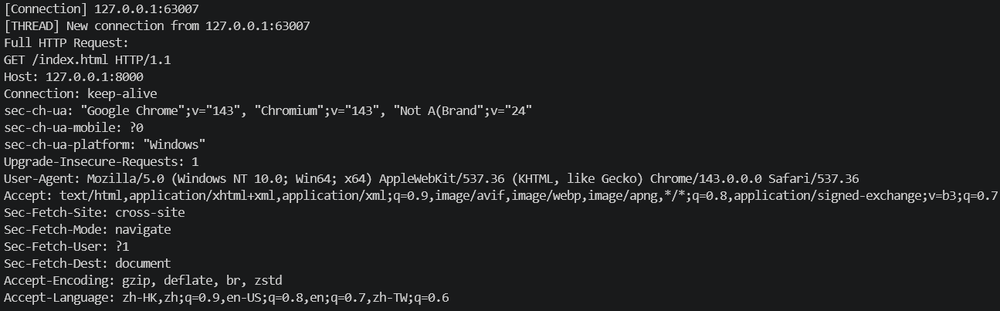 [Connection] 127.0.0.1:63007
[THREAD] New connection from 127.0.0.1:63007
Full HTTP Request:
GET /index.html HTTP/1.1
Host: 127.0.0.1:8000
Connection: keep-alive
sec-ch-ua: "Google Chrome";v="143", "Chromium";v="143", "Not A(Brand";v="24"
sec-ch-ua-mobile: ?0
sec-ch-ua-platform: "Windows"
Upgrade-Insecure-Requests: 1
User-Agent: Mozilla/5.0 (Windows NT 10.0; Win64; x64) AppleWebKit/537.36 (KHTML, like Gecko) Chrome/143.0.0.0 Safari/537.36
Accept: text/html,application/xhtml+xml,application/xml;q=0.9,image/avif,image/webp,image/apng,*/*;q=0.8,application/signed-exchange;v=b3;q=0.7
Sec-Fetch-Site: cross-site
Sec-Fetch-Mode: navigate
Sec-Fetch-User: ?1
Sec-Fetch-Dest: document
Accept-Encoding: gzip, deflate, br, zstd
Accept-Language: zh-HK,zh;q=0.9,en-US;q=0.8,en;q=0.7,zh-TW;q=0.6